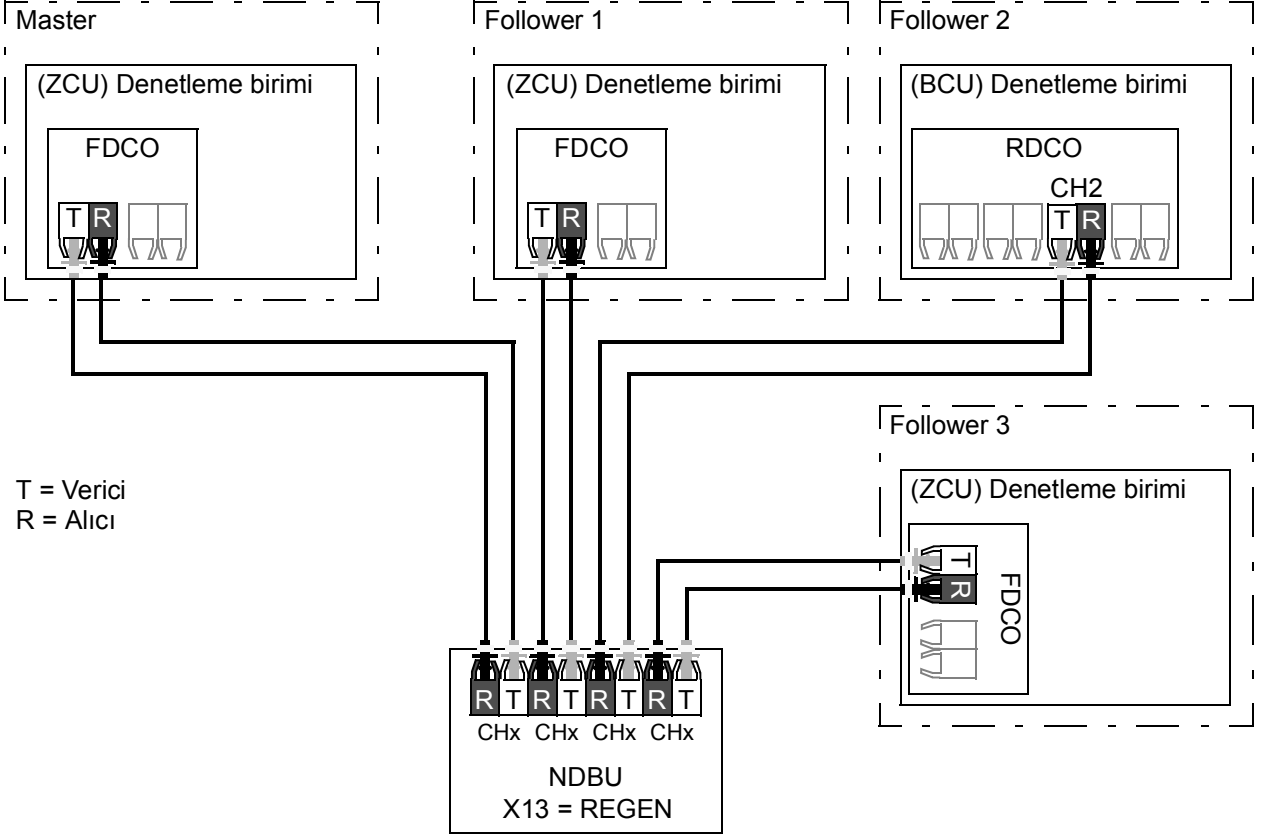 Master
(ZCU) Denetleme birimi
FDCO
T R
Follower 1
(ZCU) Denetleme birimi
FDCO
T R
Follower 2
(BCU) Denetleme birimi
RDCO
CH2
T R
Follower 3
(ZCU) Denetleme birimi
T
R
FDCO
T = Verici
R = Alıcı
R T R T R T R T
CHx CHx CHx CHx
NDBU
X13 = REGEN